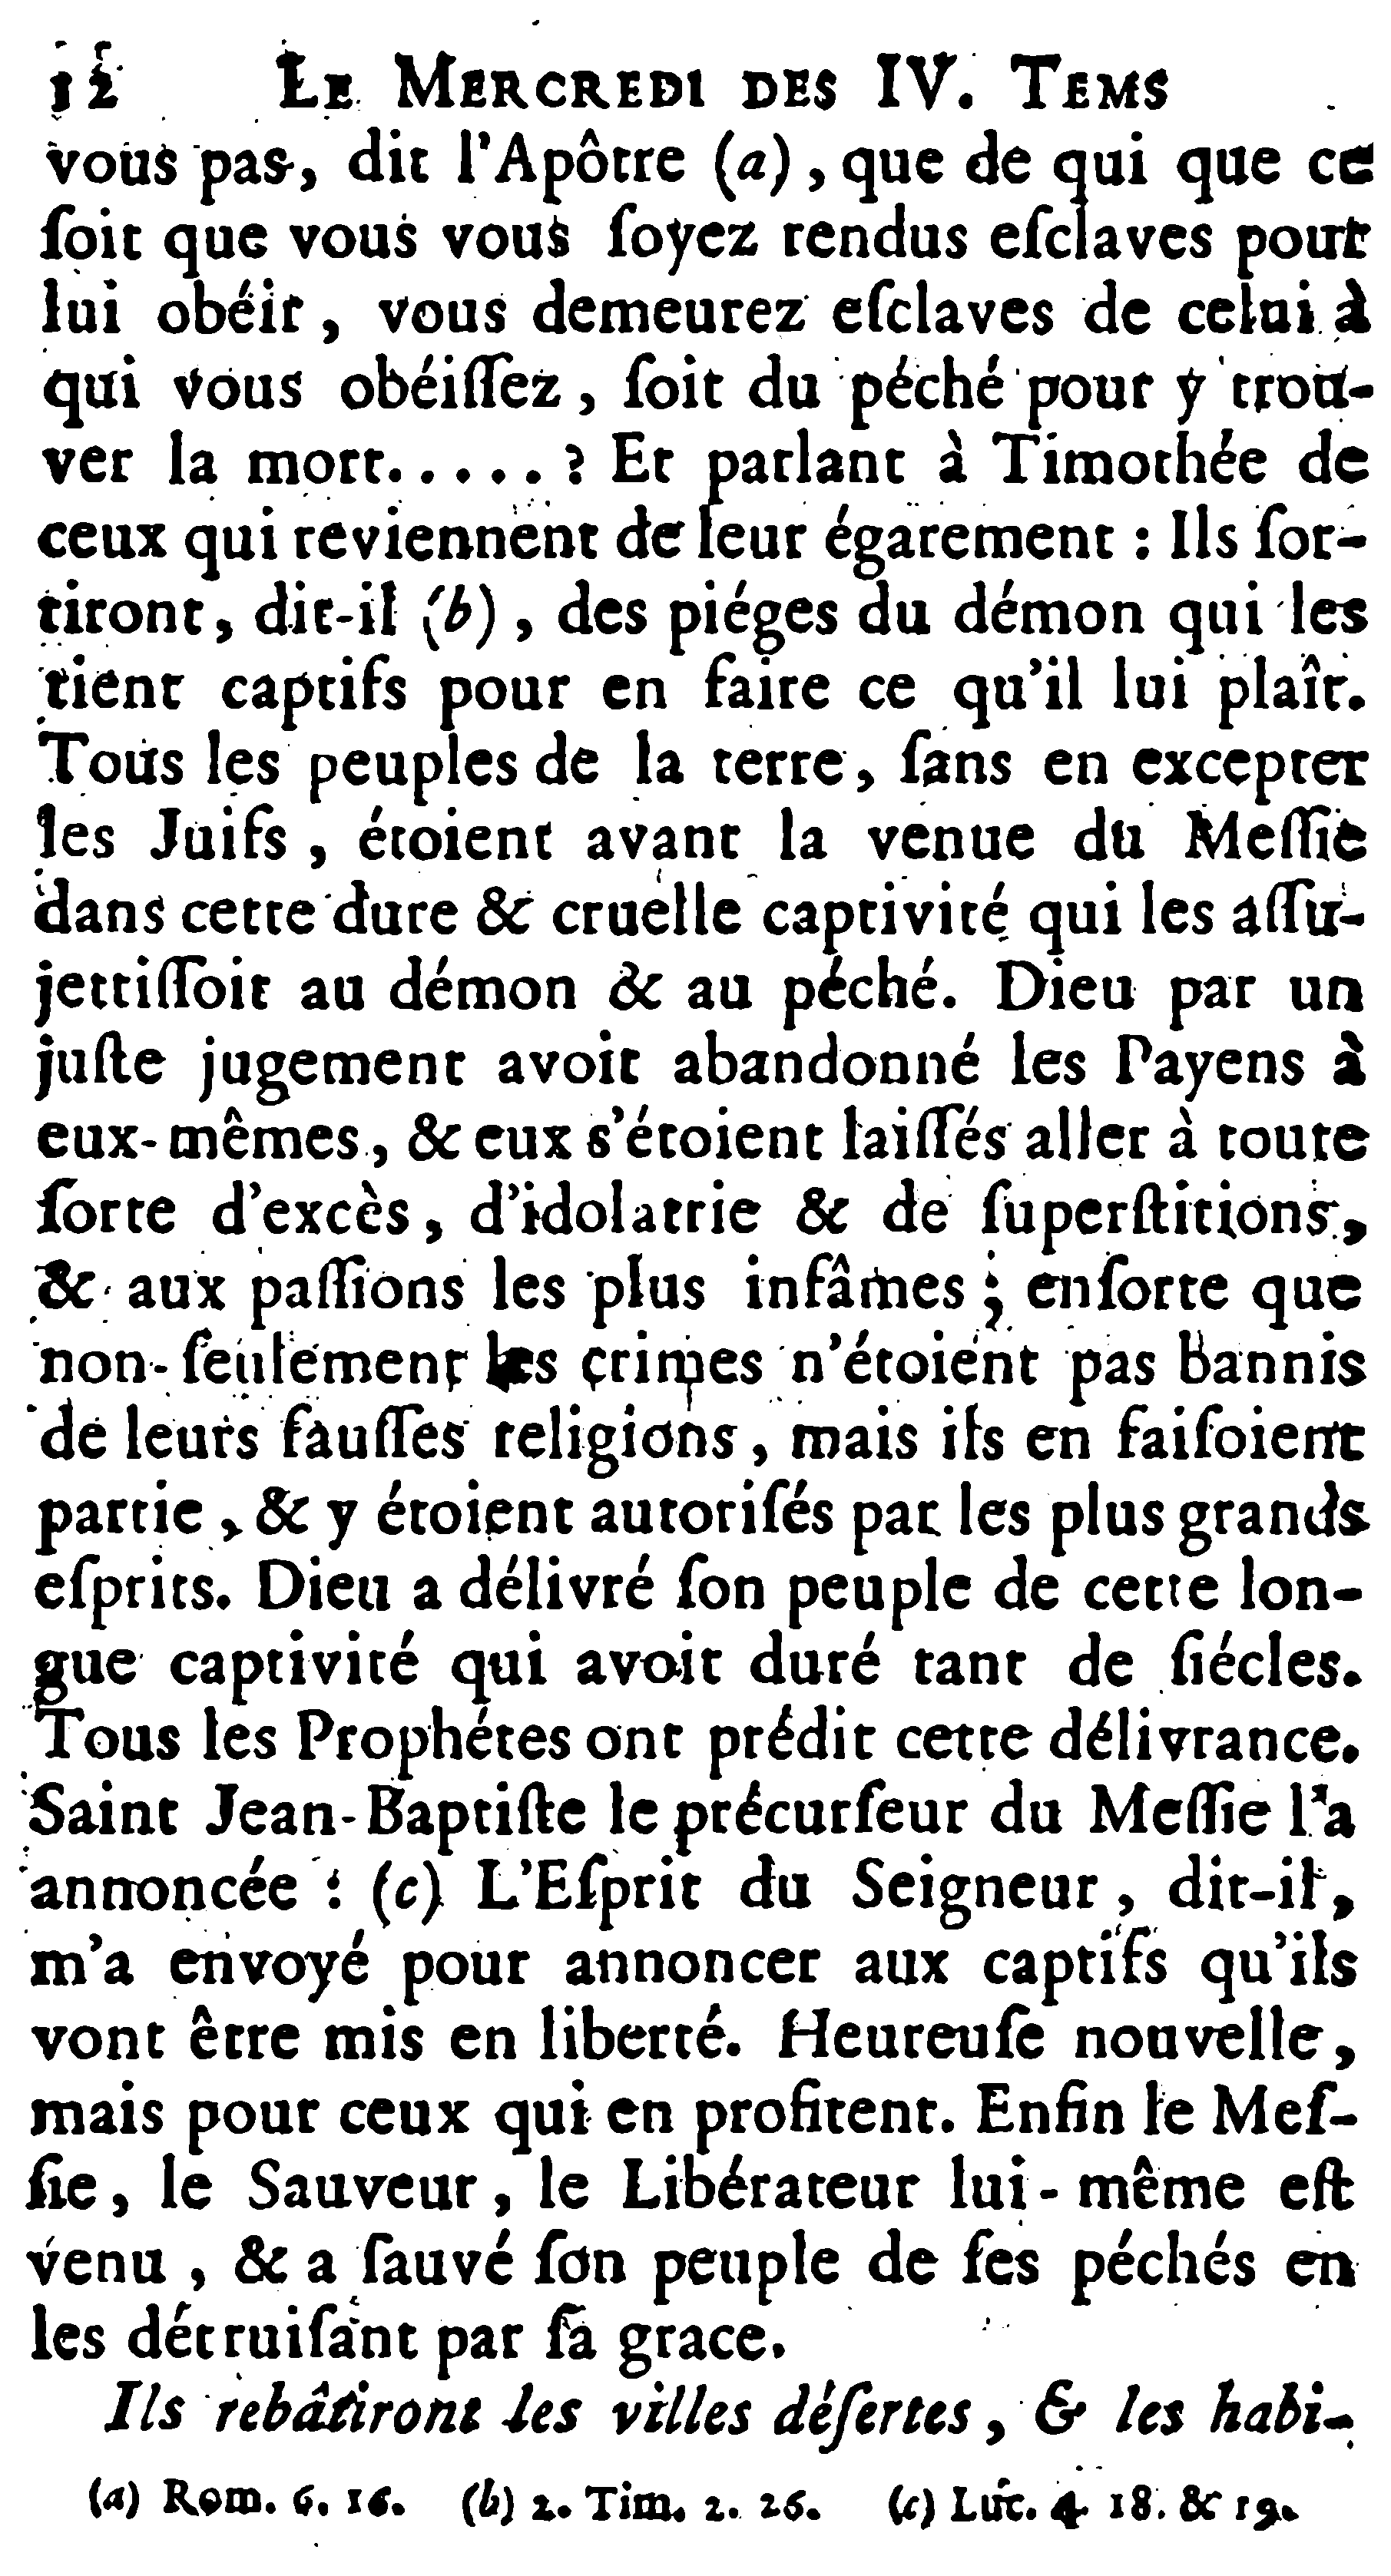 12 LE MERCREDI DES IV. TEMS
vous pas, dit l'Apôtre (a), que de qui que ce
ſoit que vous vous ſoyez rendus eſclaves pour
lui obéir, vous demeurez eſclaves de celui à
qui vous obéiſſez, ſoit du péché pour y trou-
ver la mort. . . . . . ? Et parlant à Timothée de
ceux qui reviennent de leur égarement : Ils ſor-
tiront, dit-il (b), des piéges du démon qui les
tient captifs pour en faire ce qu'il lui plaît.
Tous les peuples de la terre, ſans en excepter
les Juifs, étoient avant la venue du Meſſie
dans cette dure & cruelle captivité qui les aſſu-
jettiſſoit au démon & au péché. Dieu par un
juſte jugement avoit abandonné les Payens à
eux-mêmes, & eux s'étoient laiſſés aller à toute
ſorte d'excès, d'idolatrie & de ſuperſtitions,
& aux paſſions les plus infâmes ; enſorte que
non-ſeulement les crimes n'étoient pas bannis
de leurs fauſſes religions, mais ils en faiſoient
partie, & y étoient autoriſés par les plus grands
eſprits. Dieu a délivré ſon peuple de cette lon-
gue captivité qui avoit duré tant de ſiécles.
Tous les Prophétes ont prédit cette délivrance.
Saint Jean-Baptiſte le précurſeur du Meſſie l'a
annoncée : (c) L'Eſprit du Seigneur, dit-il,
m'a envoyé pour annoncer aux captifs qu'ils
vont être mis en liberté. Heureuſe nouvelle,
mais pour ceux qui en profitent. Enfin le Meſ-
ſie, le Sauveur, le Libérateur lui-même eſt
venu, & a ſauvé ſon peuple de ſes péchés en
les détruiſant par ſa grace.
Ils rebâtiront les villes déſertes, & les habi-
(a) Rom. 6. 16. (b) 2. Tim. 2. 26. (c) Luc. 4. 18. & 19.